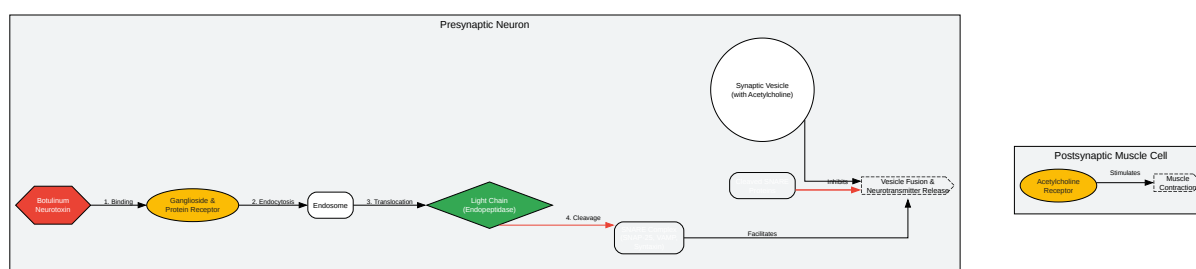 Presynaptic Neuron
Synaptic Vesicle
(with Acetylcholine)
Postsynaptic Muscle Cell
Botulinum
Neurotoxin
1. Binding
Ganglioside &
Protein Receptor
2. Endocytosis
Endosome
3. Translocation
Light Chain
(Endopeptidase)
4. Cleavage
Inhibits
Vesicle Fusion &
Neurotransmitter Release
Facilitates
Acetylcholine
Receptor
Stimulates
Muscle
Contraction